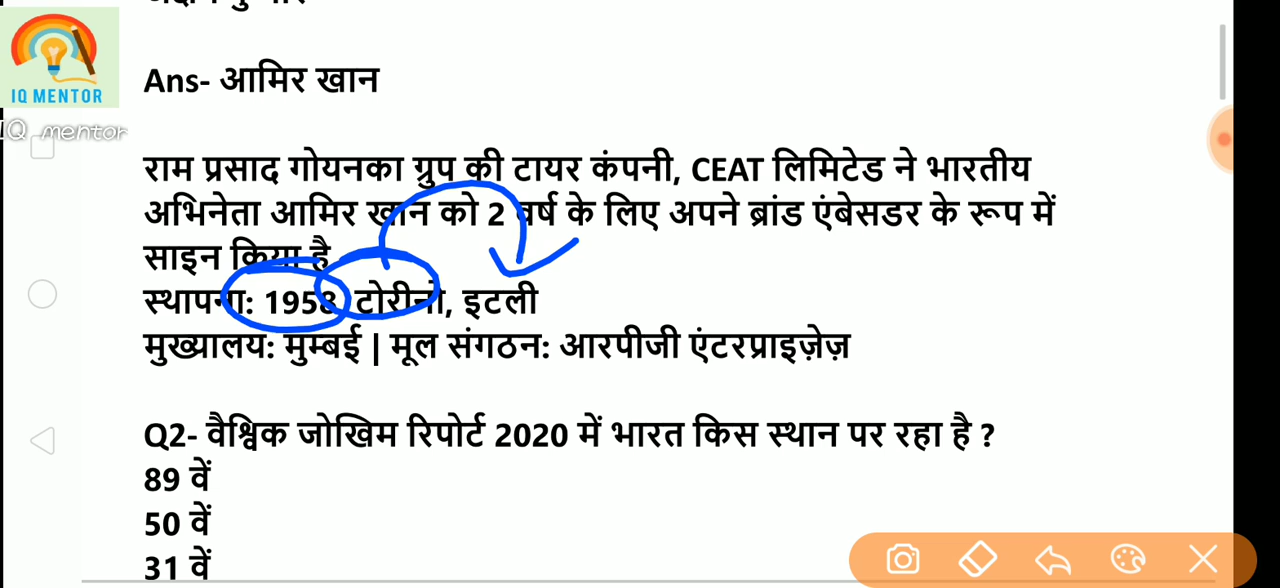 IQ MENTOR
IQ mentor
Ans- आमिर खान
राम प्रसाद गोयनका ग्रुप की टायर कंपनी, CEAT लिमिटेड ने भारतीय
अभिनेता आमिर खान को 2 वर्ष के लिए अपने ब्रांड एंबेसडर के रूप में
साइन किया है
स्थापना: 1958, टोरीनो, इटली
मुख्यालय: मुम्बई | मूल संगठन: आरपीजी एंटरप्राइज़ेज़
Q2- वैश्विक जोखिम रिपोर्ट 2020 में भारत किस स्थान पर रहा है ?
89 वें
50 वें
31 वें